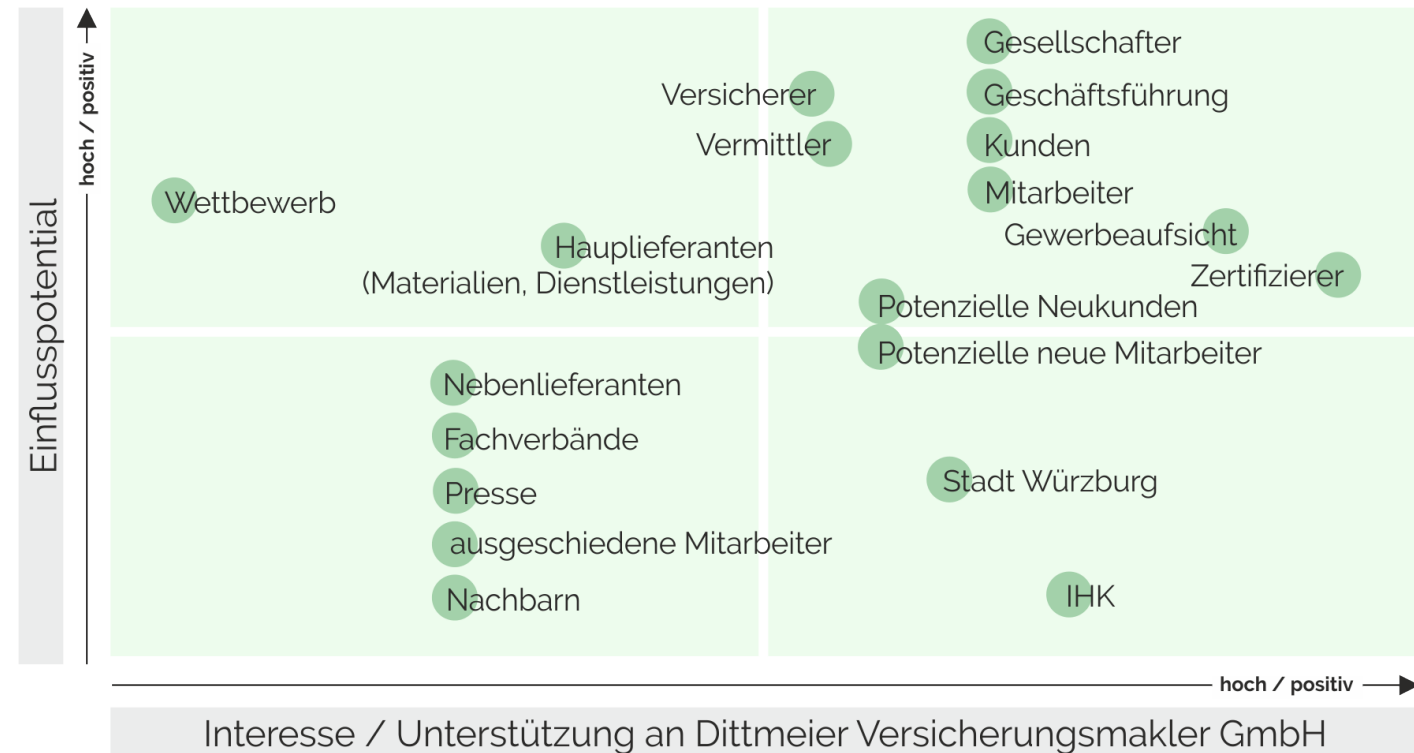 hoch / positiv
Einflusspotential
Gesellschafter
Versicherer
Geschäftsführung
Vermittler
Kunden
Mitarbeiter
Wettbewerb
Gewerbeaufsicht
Hauplieferanten
(Materialien, Dienstleistungen)
Zertifizierer
Potenzielle Neukunden
Potenzielle neue Mitarbeiter
Nebenlieferanten
Fachverbände
Presse
Stadt Würzburg
ausgeschiedene Mitarbeiter
Nachbarn
IHK
hoch / positiv
Interesse / Unterstützung an Dittmeier Versicherungsmakler GmbH